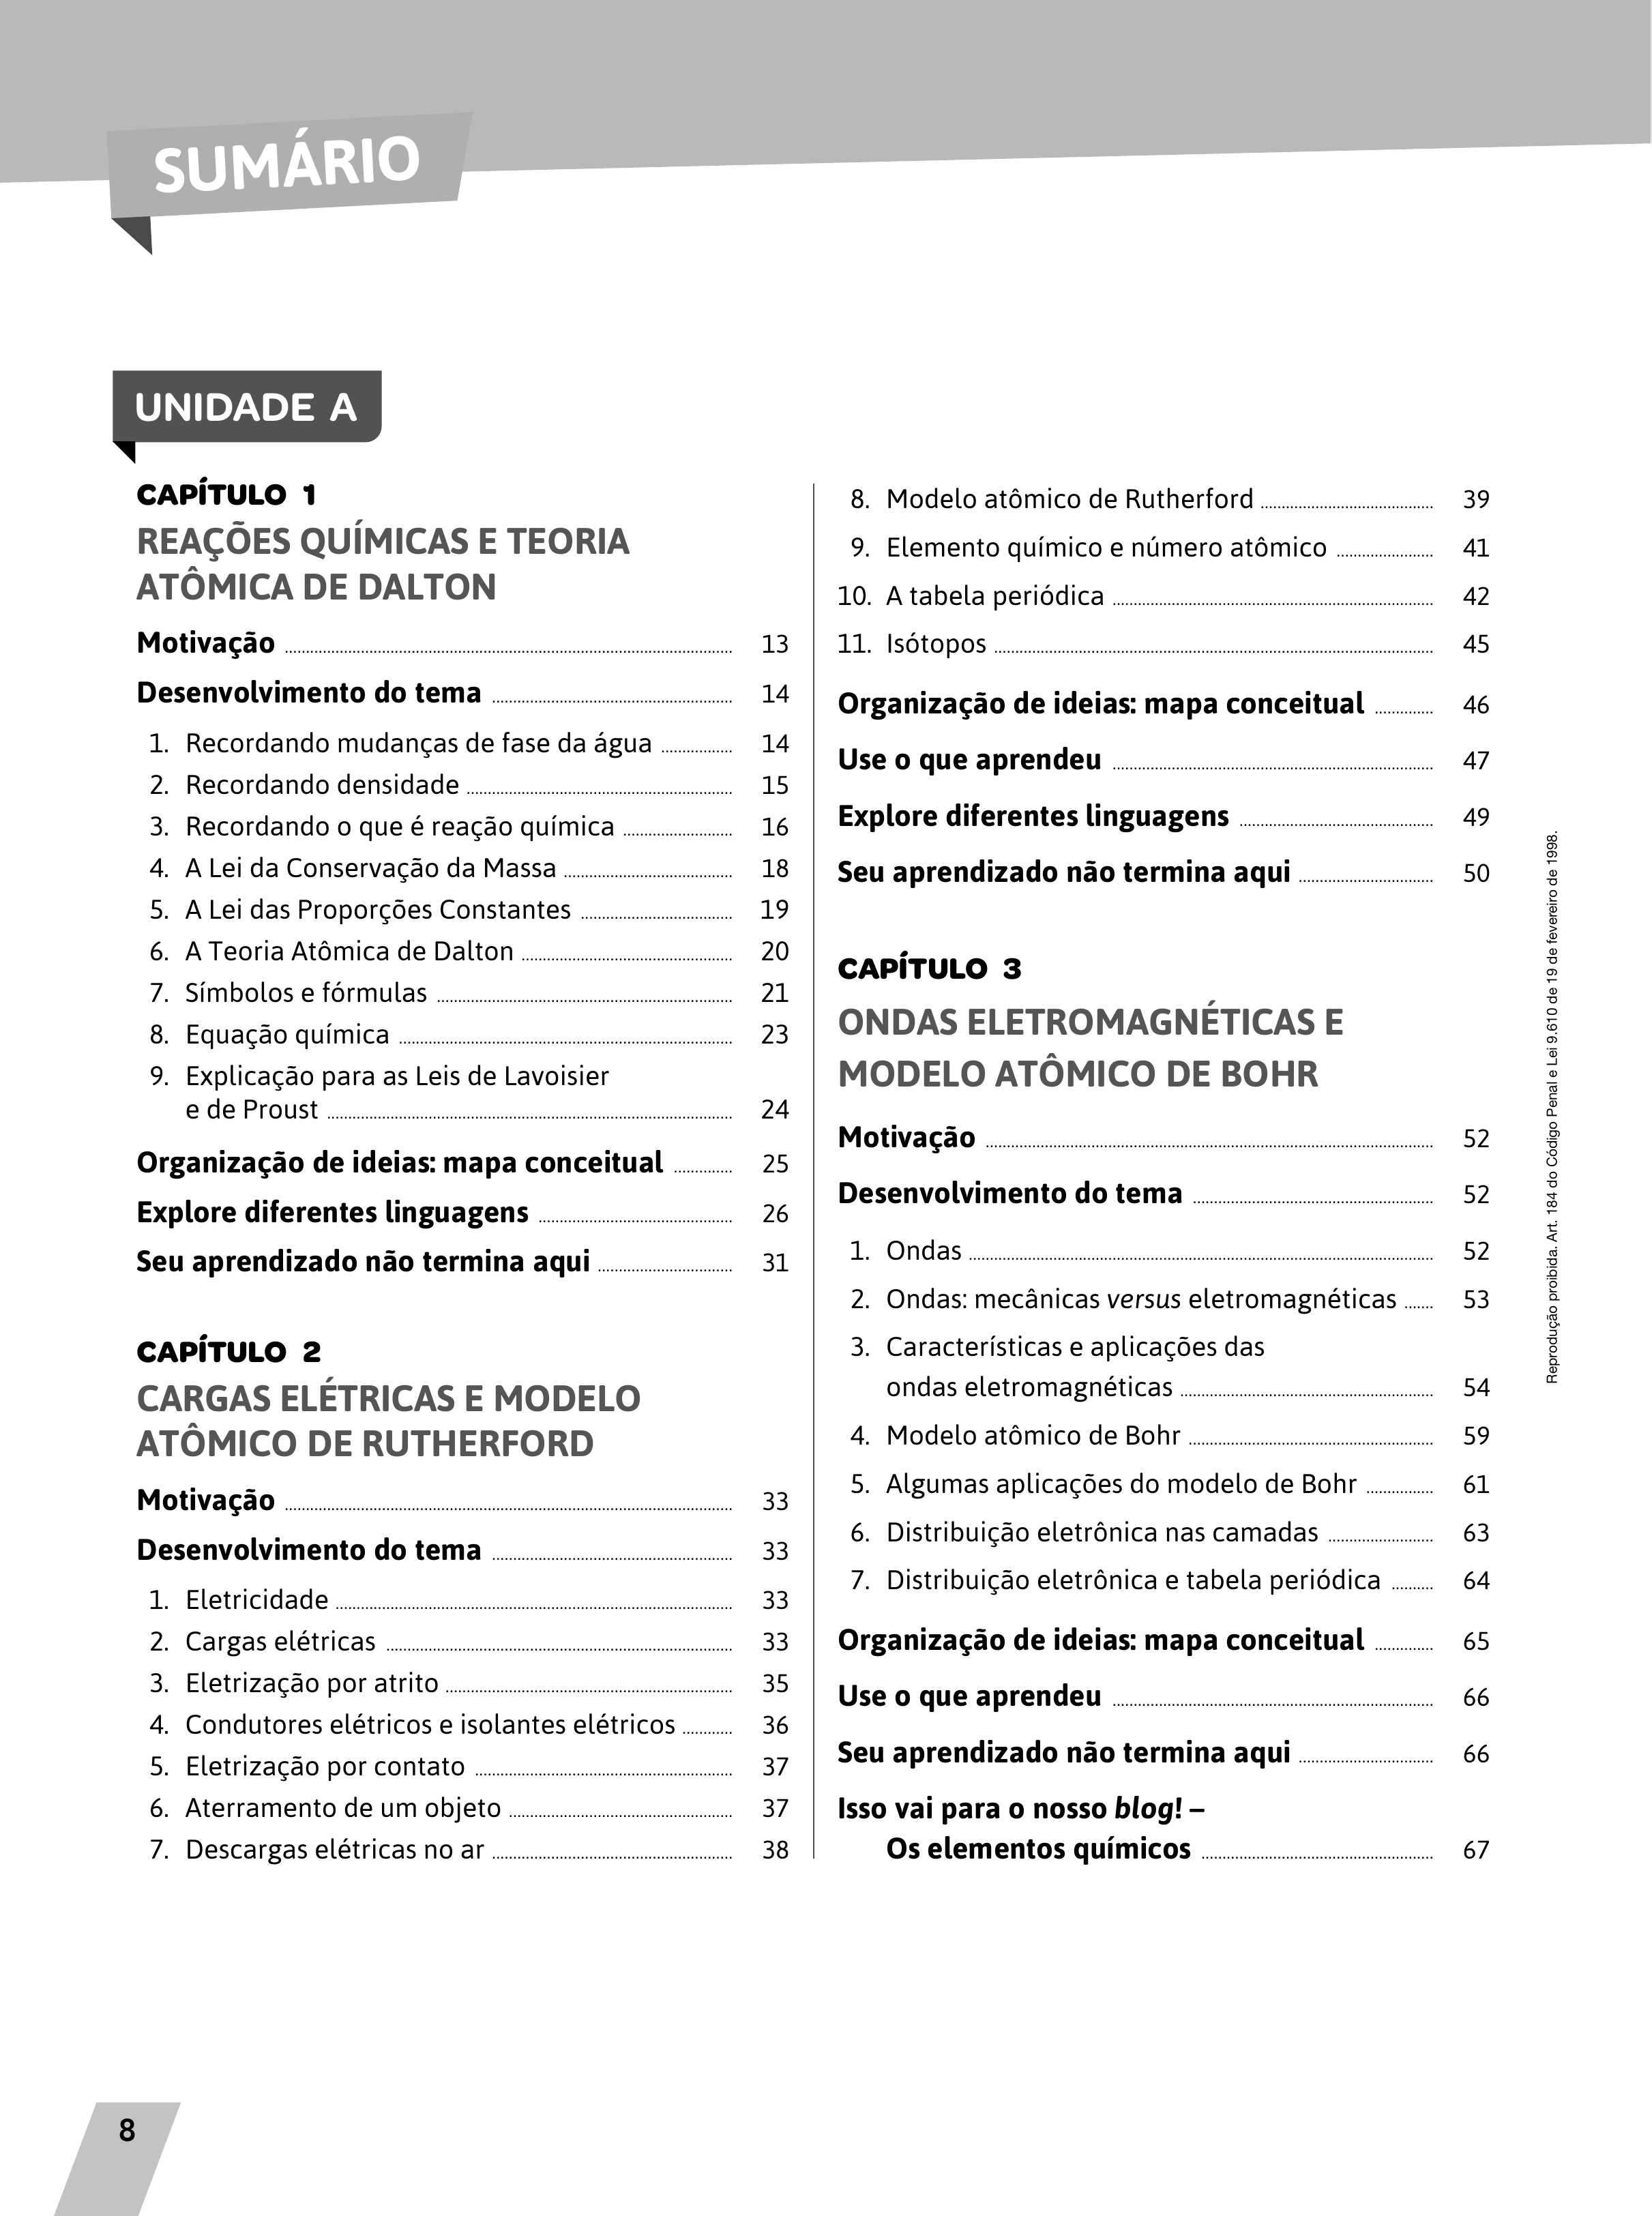 SUMÁRIO
UNIDADE A
CAPÍTULO 1
REAÇÕES QUÍMICAS E TEORIA
ATÔMICA DE DALTON
Motivação 13
Desenvolvimento do tema 14
1. Recordando mudanças de fase da água 14
2. Recordando densidade 15
3. Recordando o que é reação química 16
4. A Lei da Conservação da Massa 18
5. A Lei das Proporções Constantes 19
6. A Teoria Atômica de Dalton 20
7. Símbolos e fórmulas 21
8. Equação química 23
9. Explicação para as Leis de Lavoisier
e de Proust 24
Organização de ideias: mapa conceitual 25
Explore diferentes linguagens 26
Seu aprendizado não termina aqui 31
CAPÍTULO 2
CARGAS ELÉTRICAS E MODELO
ATÔMICO DE RUTHERFORD
Motivação 33
Desenvolvimento do tema 33
1. Eletricidade 33
2. Cargas elétricas 33
3. Eletrização por atrito 35
4. Condutores elétricos e isolantes elétricos 36
5. Eletrização por contato 37
6. Aterramento de um objeto 37
7. Descargas elétricas no ar 38
8. Modelo atômico de Rutherford 39
9. Elemento químico e número atômico 41
10. A tabela periódica 42
11. Isótopos 45
Organização de ideias: mapa conceitual 46
Use o que aprendeu 47
Explore diferentes linguagens 49
Seu aprendizado não termina aqui 50
CAPÍTULO 3
ONDAS ELETROMAGNÉTICAS E
MODELO ATÔMICO DE BOHR
Motivação 52
Desenvolvimento do tema 52
1. Ondas 52
2. Ondas: mecânicas versus eletromagnéticas 53
3. Características e aplicações das
ondas eletromagnéticas 54
4. Modelo atômico de Bohr 59
5. Algumas aplicações do modelo de Bohr 61
6. Distribuição eletrônica nas camadas 63
7. Distribuição eletrônica e tabela periódica 64
Organização de ideias: mapa conceitual 65
Use o que aprendeu 66
Seu aprendizado não termina aqui 66
Isso vai para o nosso blog! –
Os elementos químicos 67
Reprodução proibida. Art. 184 do Código Penal e Lei 9.610 de 19 de fevereiro de 1998.
8